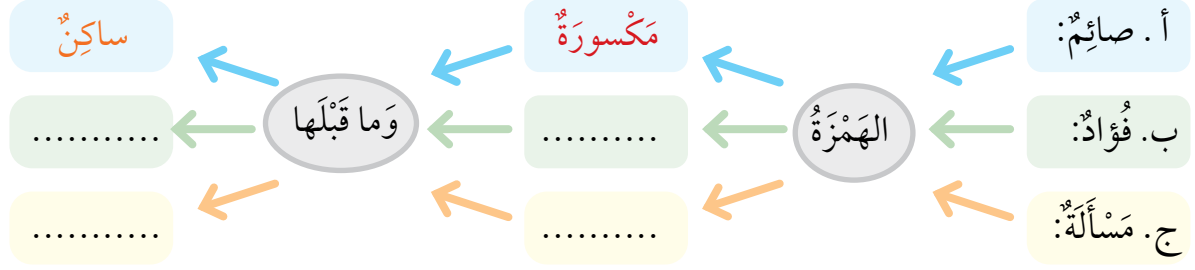 أ . صائِمٌ: الهَمْزَةُ مَكْسورَةٌ وَما قَبْلَها ساكِنٌ
ب. فُؤادٌ: .......... ...........
ج. مَسْأَلَةٌ: .......... ...........